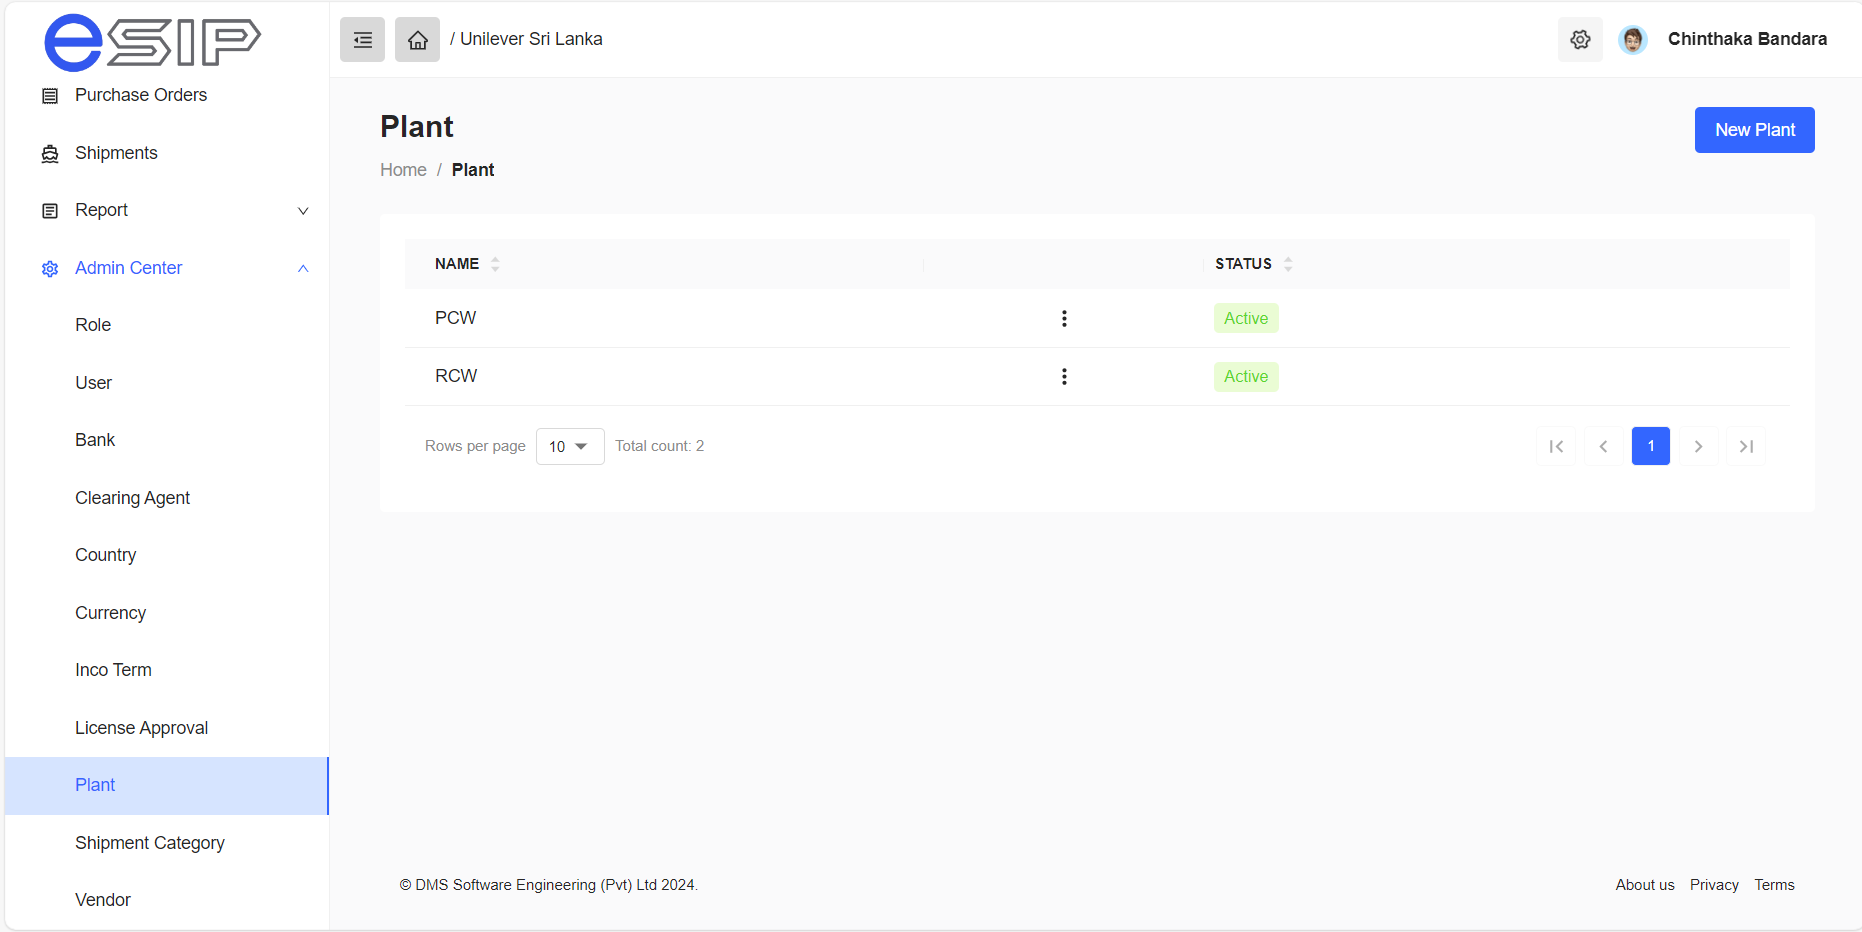 eSIP
Purchase Orders
Shipments
Report
Admin Center
Role
User
Bank
Clearing Agent
Country
Currency
Inco Term
License Approval
Plant
Shipment Category
Vendor
/ Unilever Sri Lanka
Chinthaka Bandara
Plant
New Plant
Home / Plant
NAME STATUS
PCW Active
RCW Active
Rows per page 10 Total count: 2
1
© DMS Software Engineering (Pvt) Ltd 2024.
About us Privacy Terms